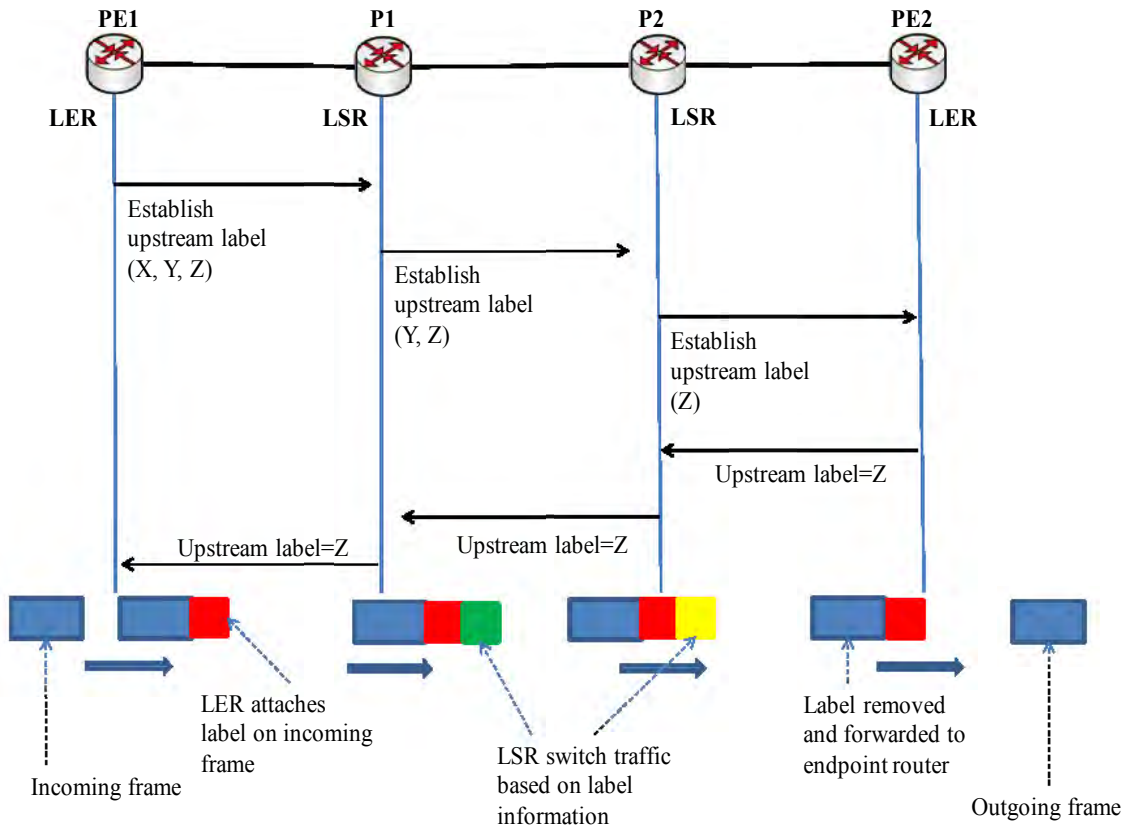 PE1
P1
P2
PE2
LER
LSR
LSR
LER
Establish
upstream label
(X, Y, Z)
Establish
upstream label
(Y, Z)
Establish
upstream label
(Z)
Upstream label=Z
Upstream label=Z
Upstream label=Z
LER attaches
label on incoming
frame
Incoming frame
LSR switch traffic
based on label
information
Label removed
and forwarded to
endpoint router
Outgoing frame